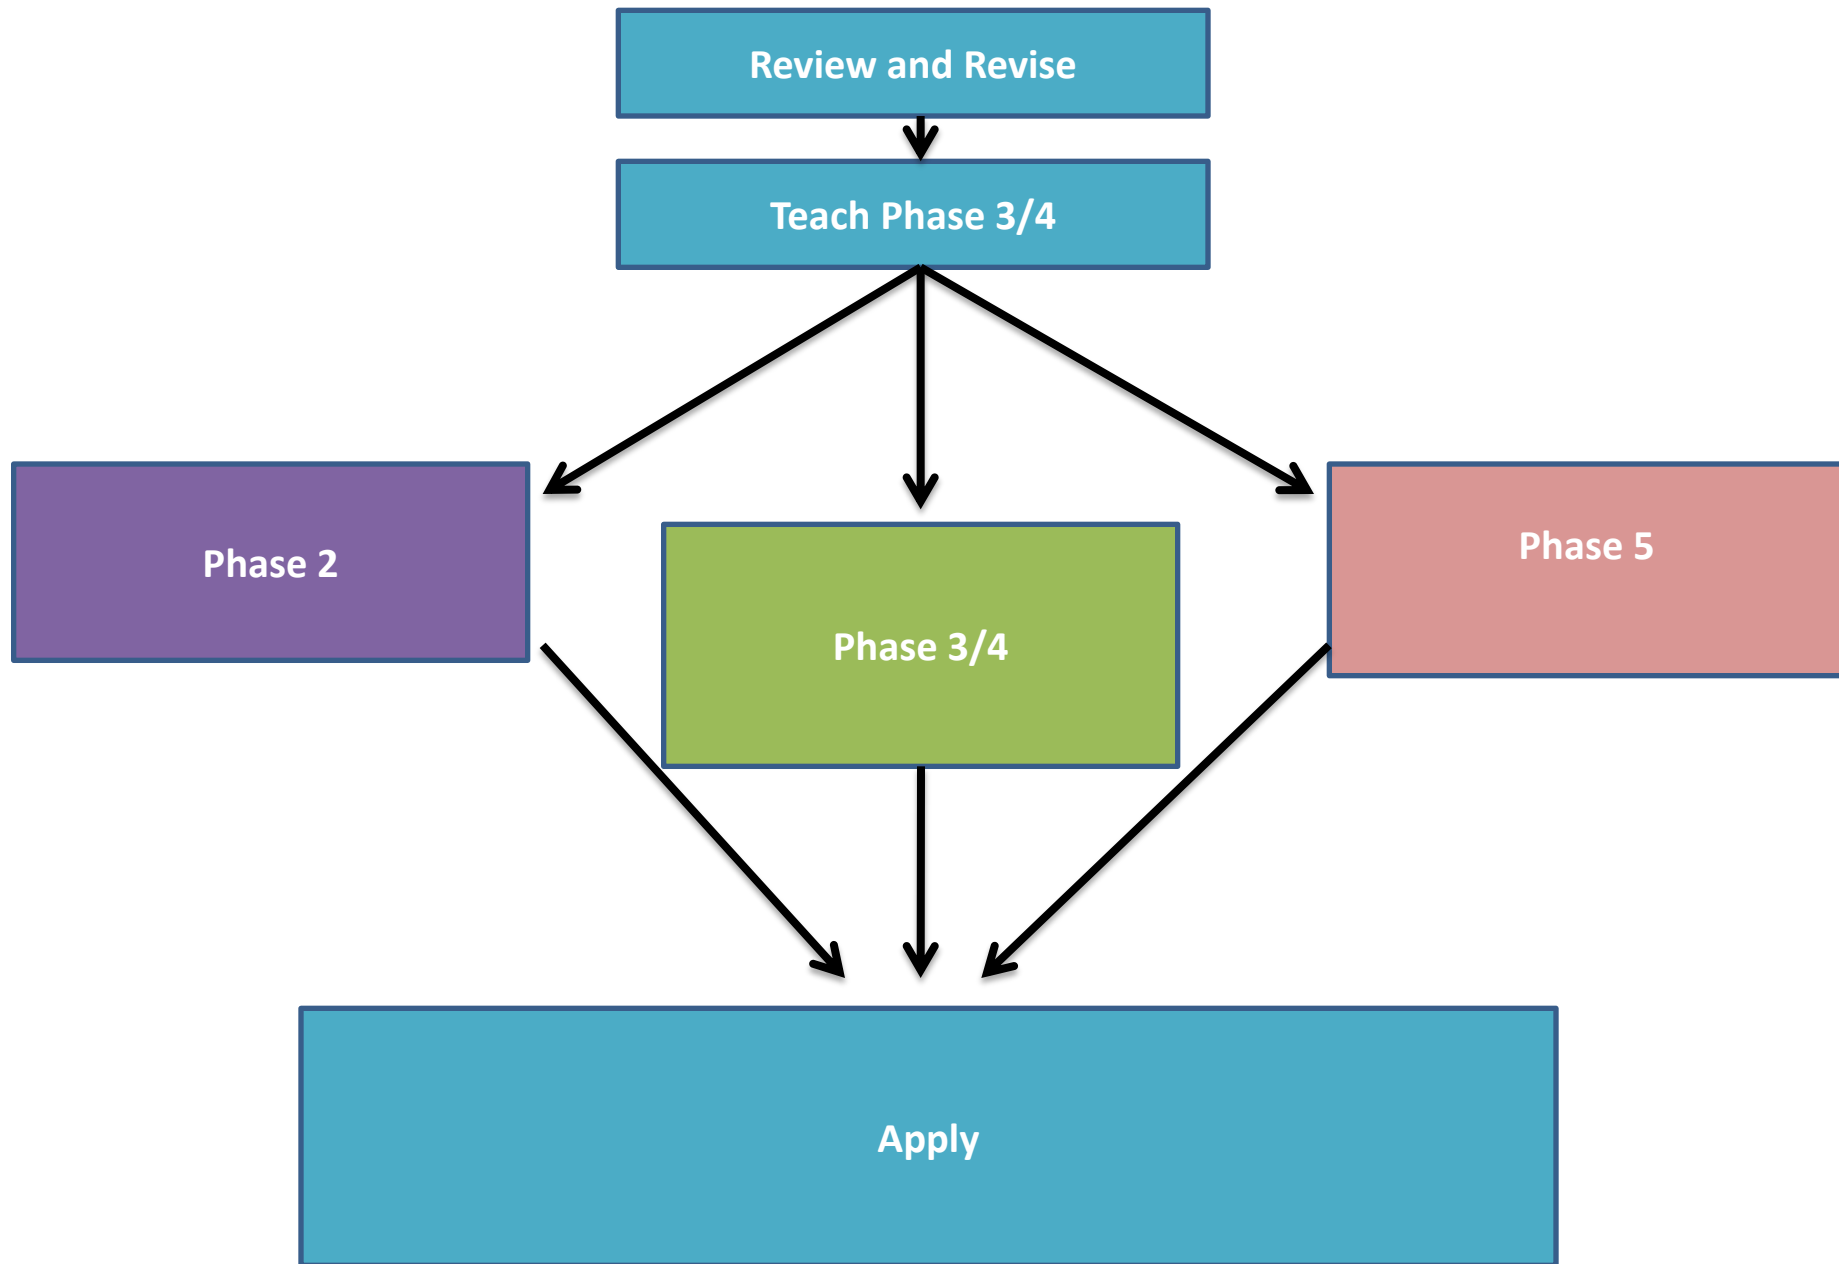 Review and Revise
Teach Phase 3/4
Phase 2
Phase 3/4
Phase 5
Apply